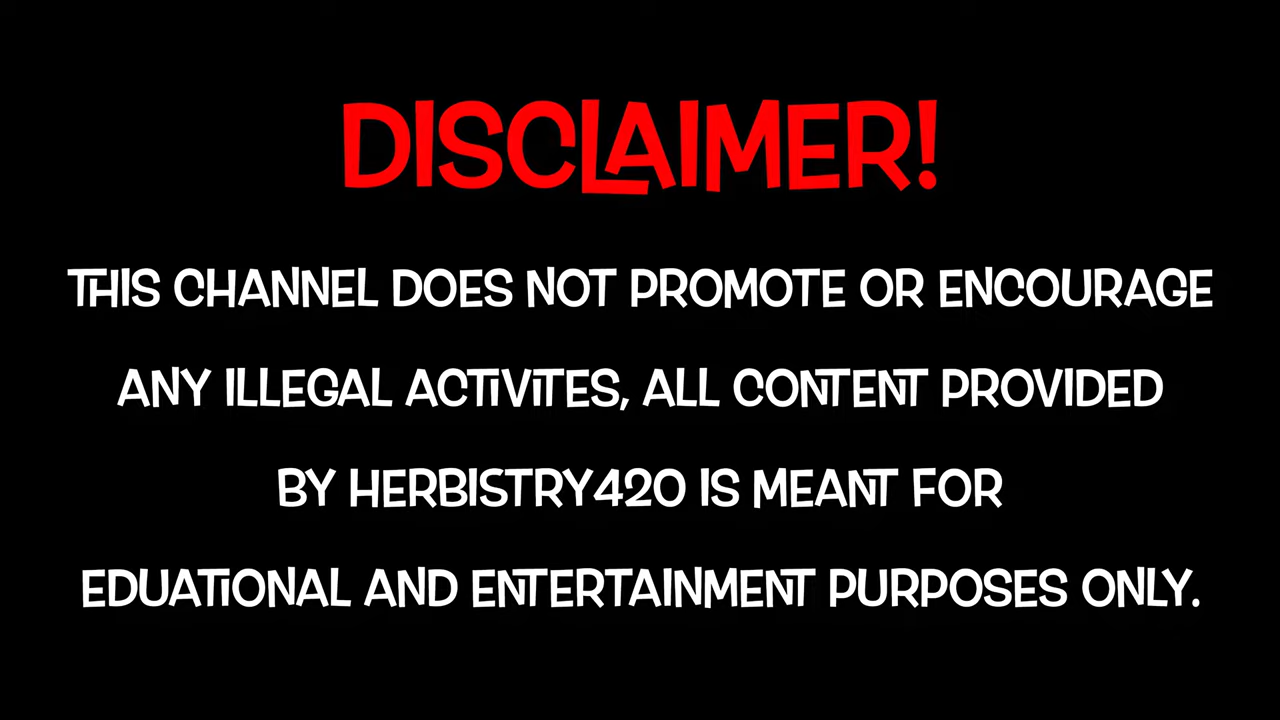 DISCLAIMER!
THIS CHANNEL DOES NOT PROMOTE OR ENCOURAGE
ANY ILLEGAL ACTIVITES, ALL CONTENT PROVIDED
BY HERBISTRY420 IS MEANT FOR
EDUATIONAL AND ENTERTAINMENT PURPOSES ONLY.